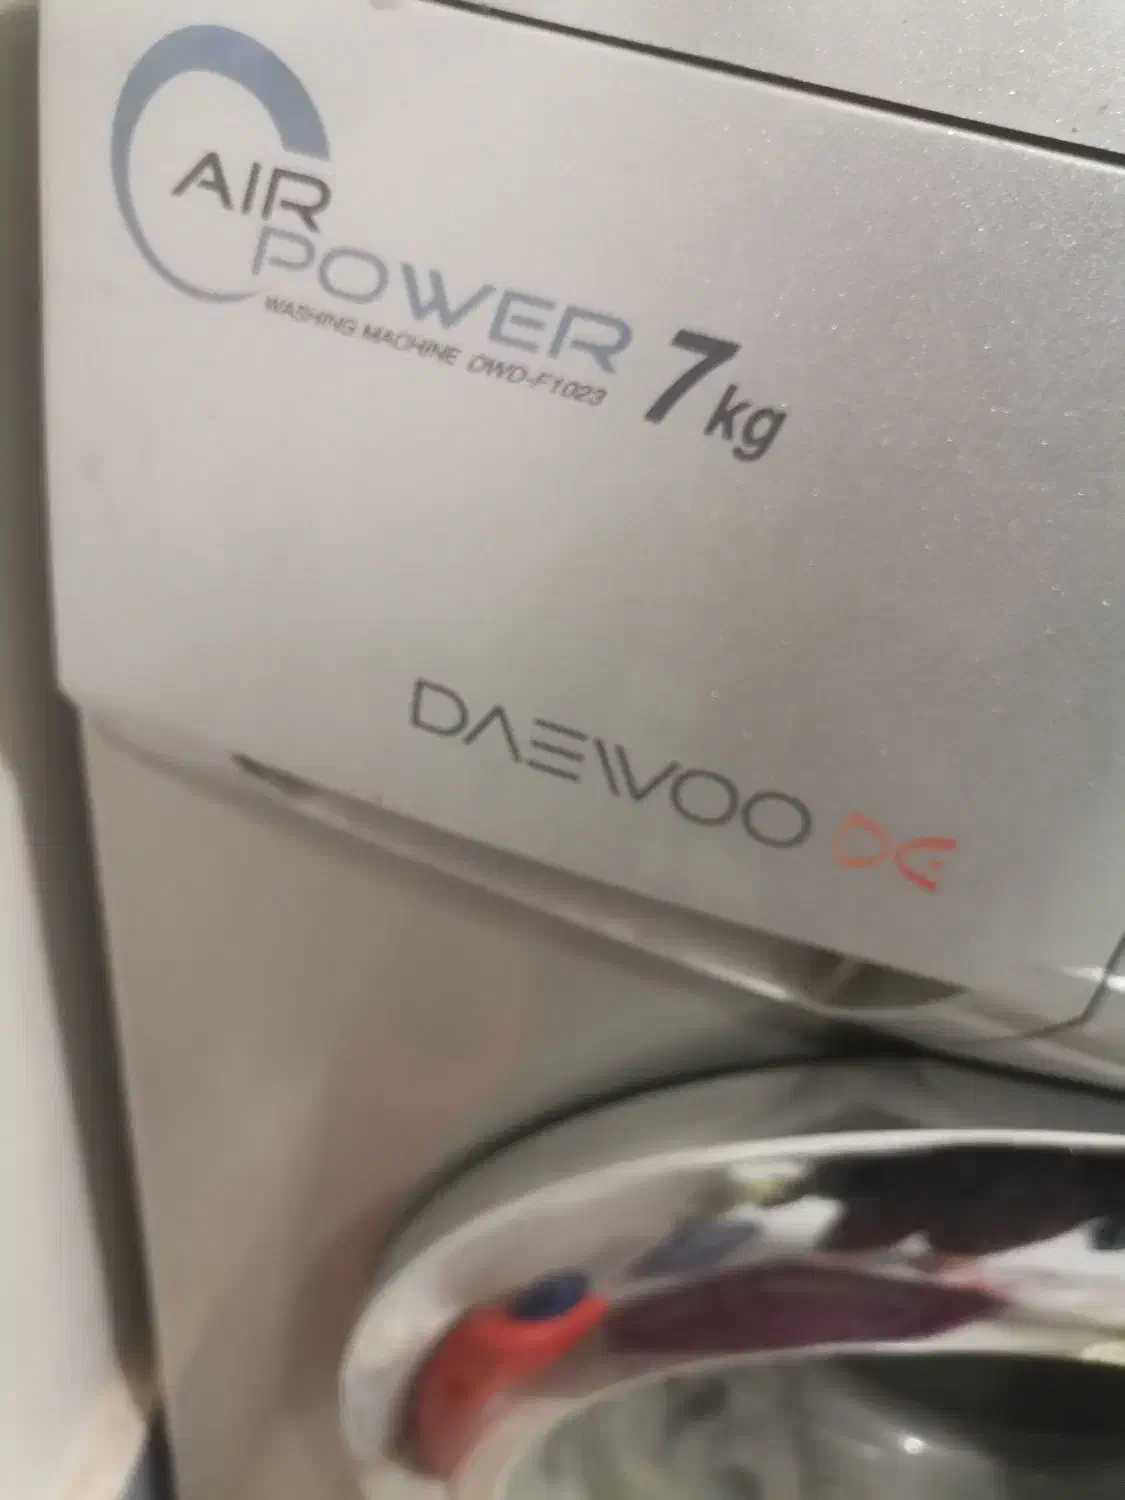 AIR
POWER
WASHING MACHINE DWD-F1023
7kg
DAEWOO